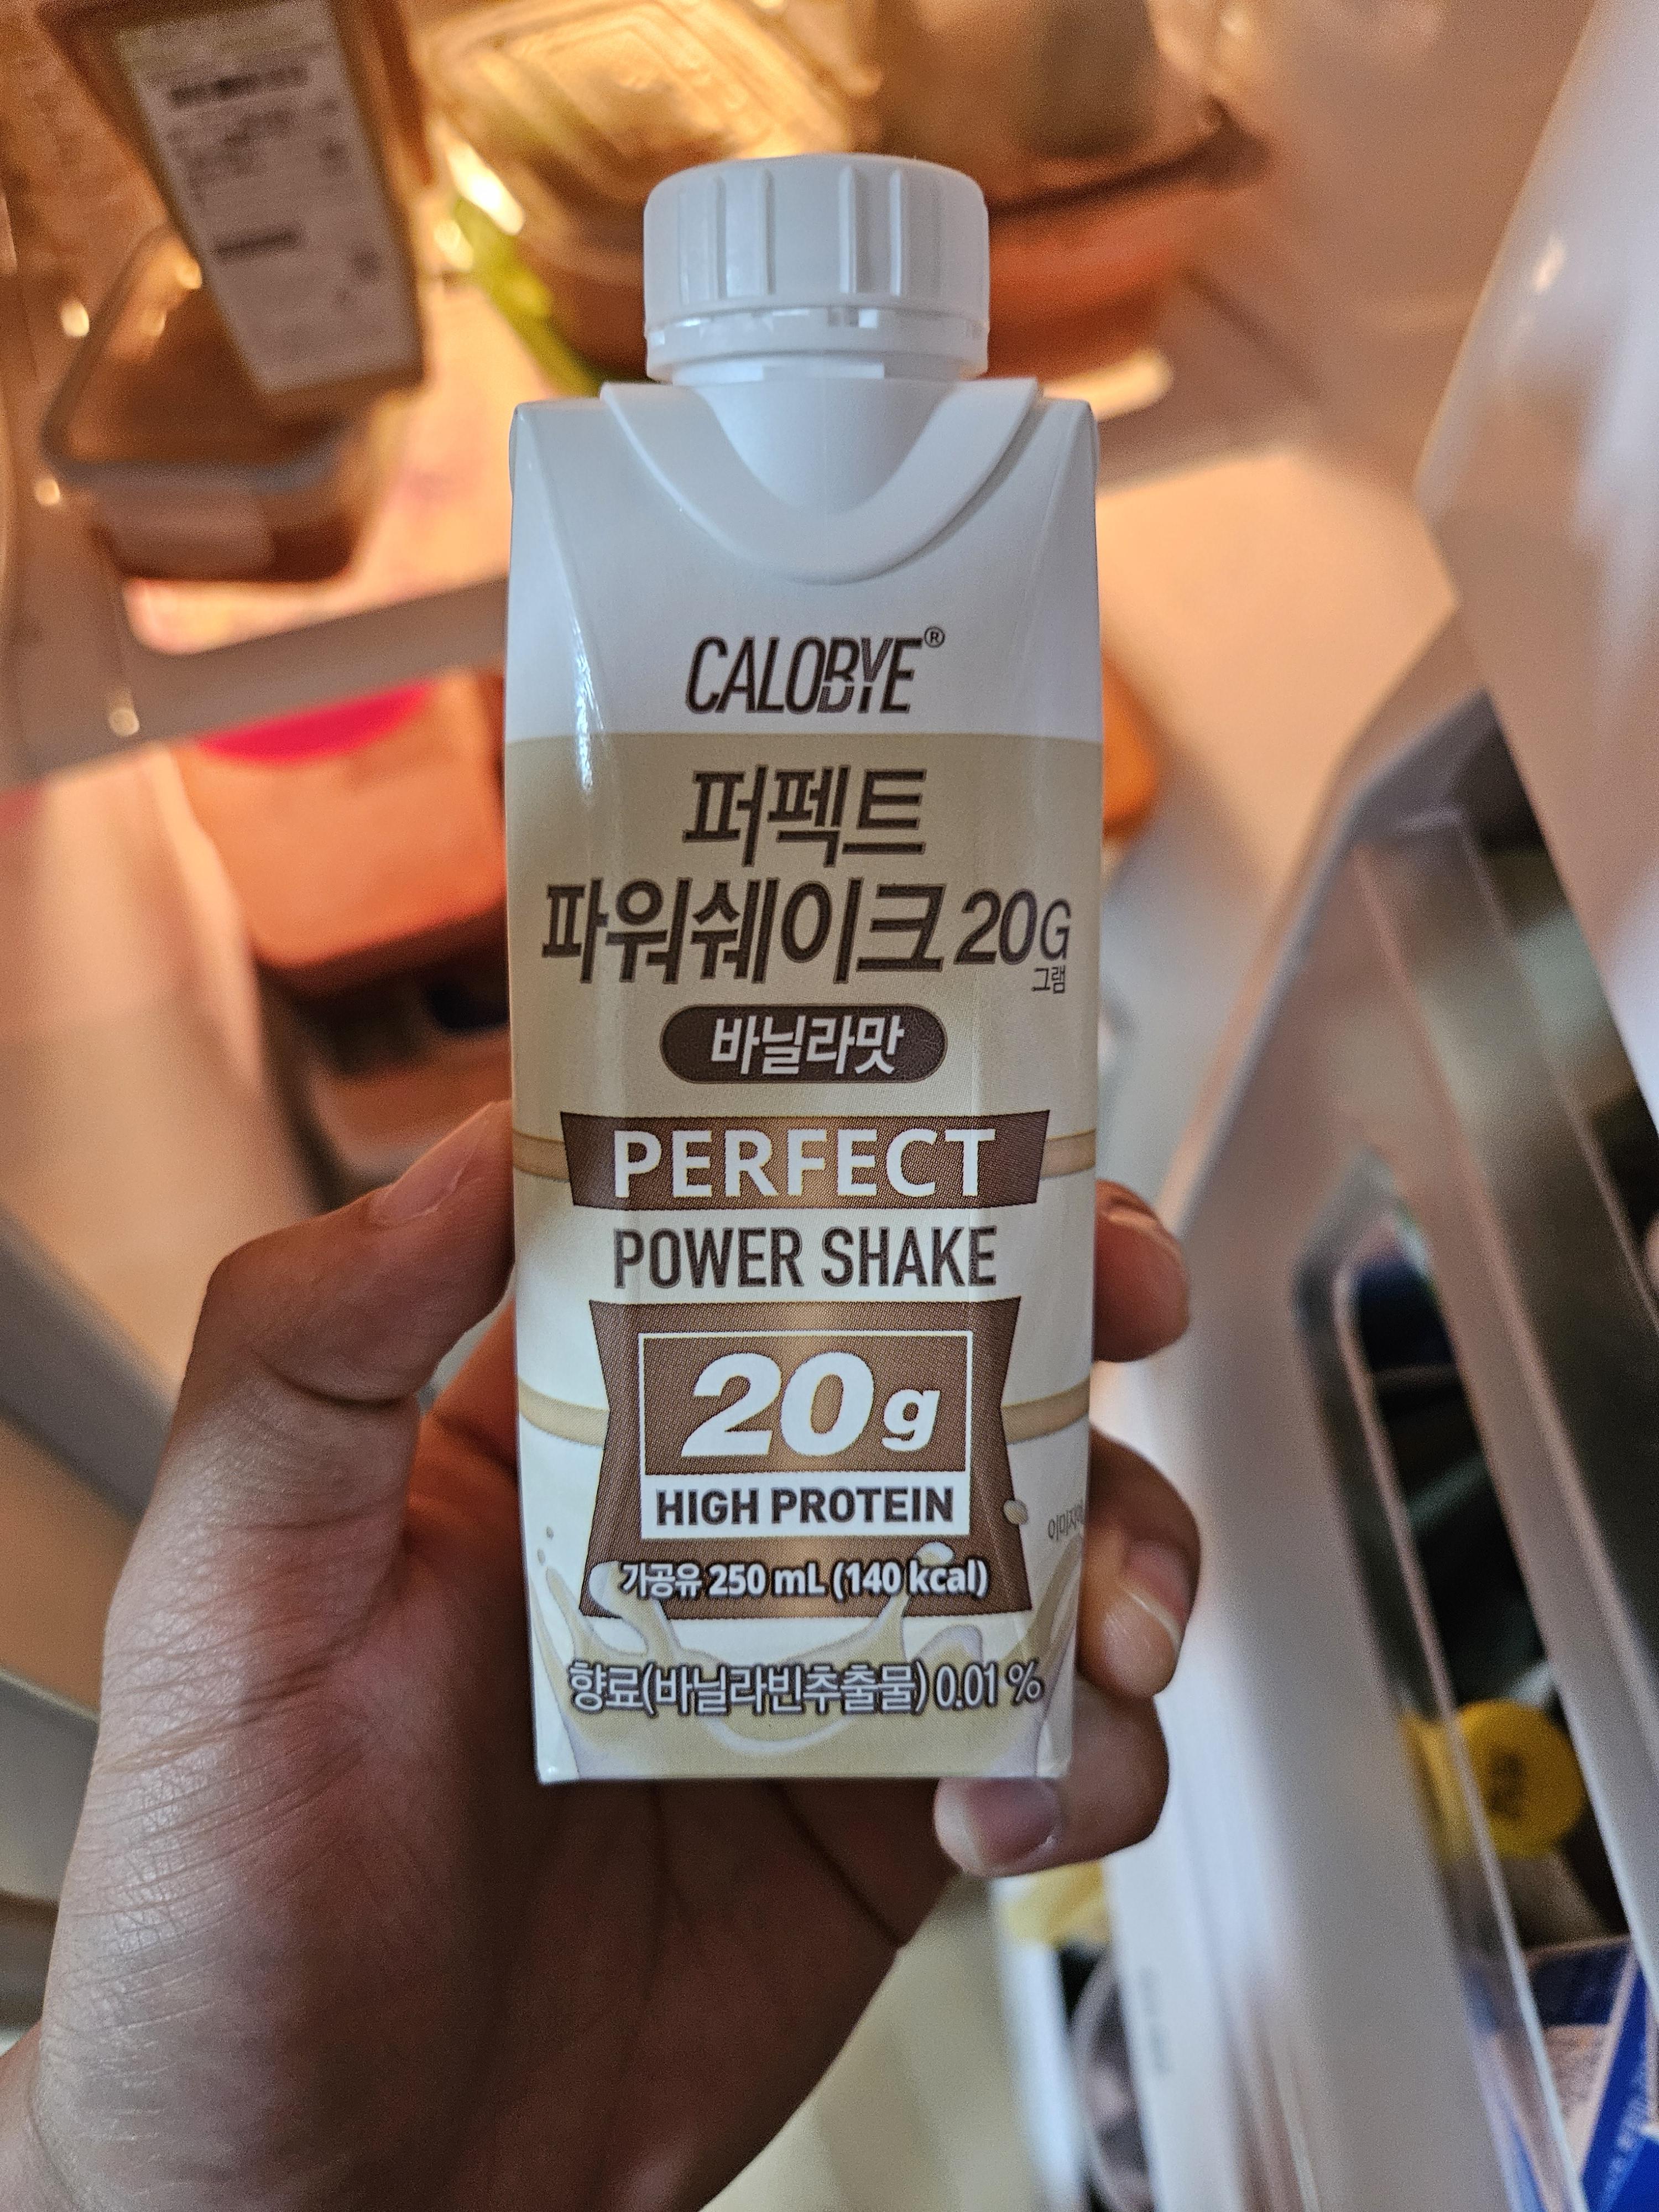 CALOBYE®
퍼펙트
파워쉐이크 20G
그램
바닐라맛
PERFECT
POWER SHAKE
20g
HIGH PROTEIN
가공유 250 mL (140 kcal)
향료(바닐라빈추출물) 0.01 %